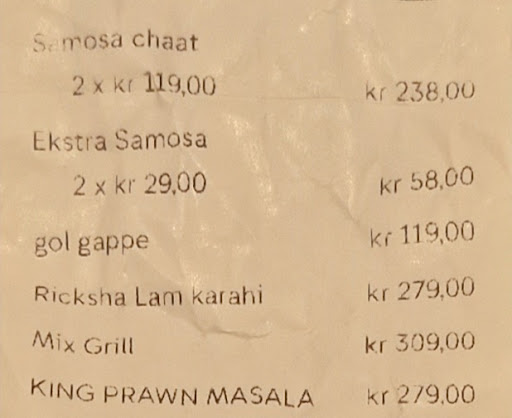 Samosa chaat
2 x kr 119,00 kr 238,00
Ekstra Samosa
2 x kr 29,00 kr 58,00
gol gappe kr 119,00
Ricksha Lam karahi kr 279,00
Mix Grill kr 309,00
KING PRAWN MASALA kr 279,00